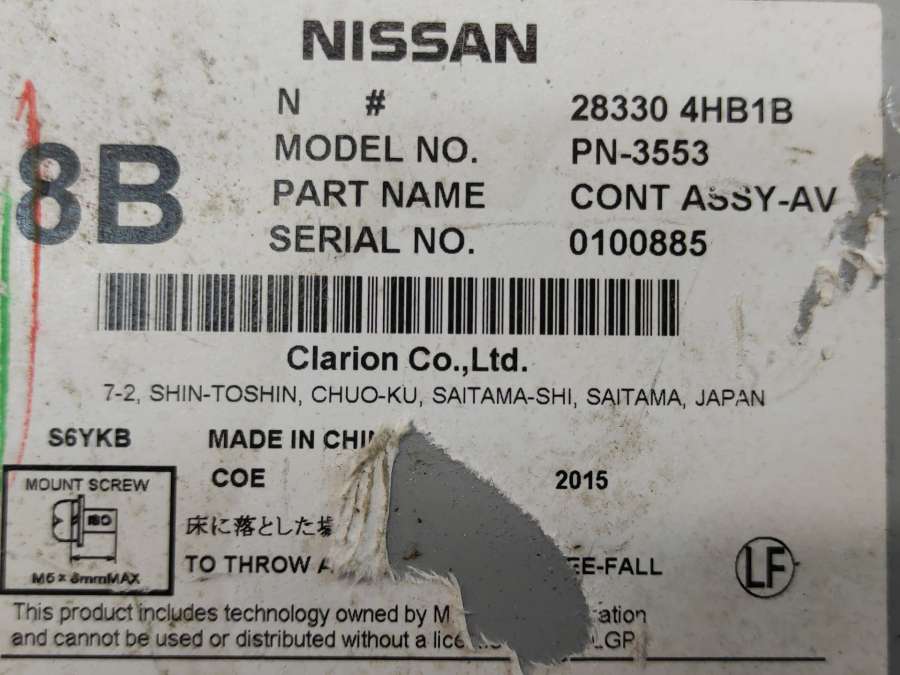 NISSAN
N # 28330 4HB1B
8B
MODEL NO. PN-3553
PART NAME CONT ASSY-AV
SERIAL NO. 0100885
Clarion Co.,Ltd.
7-2, SHIN-TOSHIN, CHUO-KU, SAITAMA-SHI, SAITAMA, JAPAN
S6YKB MADE IN CHIN
COE 2015
MOUNT SCREW
ISO
M5 x 8mmMAX
床に落とした場
TO THROW A EE-FALL
LF
This product includes technology owned by M ation
and cannot be used or distributed without a lice LGP